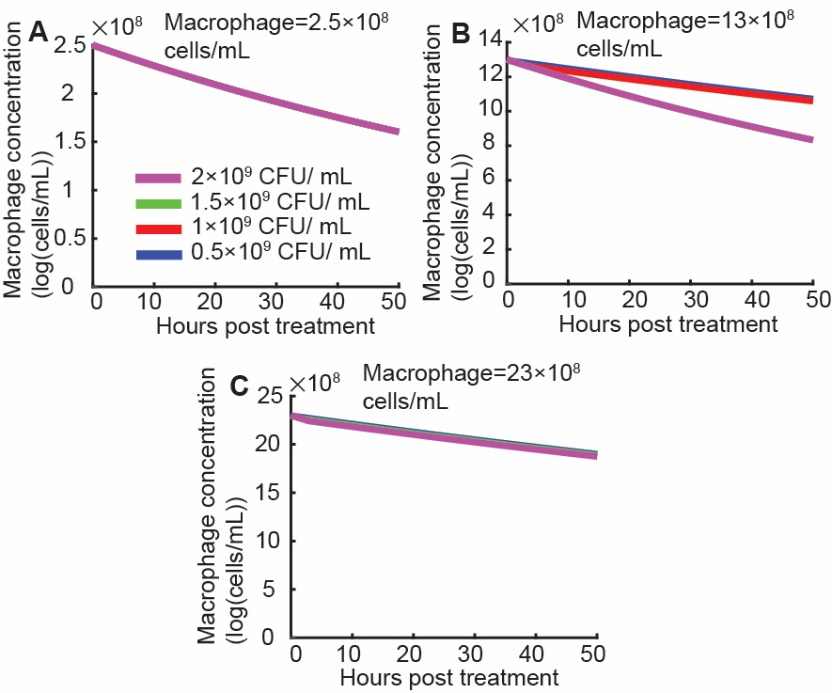 A
×10⁸
Macrophage=2.5×10⁸
cells/mL
Macrophage concentration
(log(cells/mL))
2.5
2
1.5
1
0.5
0
2×10⁹ CFU/ mL
1.5×10⁹ CFU/ mL
1×10⁹ CFU/ mL
0.5×10⁹ CFU/ mL
0 10 20 30 40 50
Hours post treatment
B
×10⁸
Macrophage=13×10⁸
cells/mL
Macrophage concentration
(log(cells/mL))
14
12
10
8
6
4
2
0
0 10 20 30 40 50
Hours post treatment
C
×10⁸
Macrophage=23×10⁸
cells/mL
Macrophage concentration
(log(cells/mL))
25
20
15
10
5
0
0 10 20 30 40 50
Hours post treatment